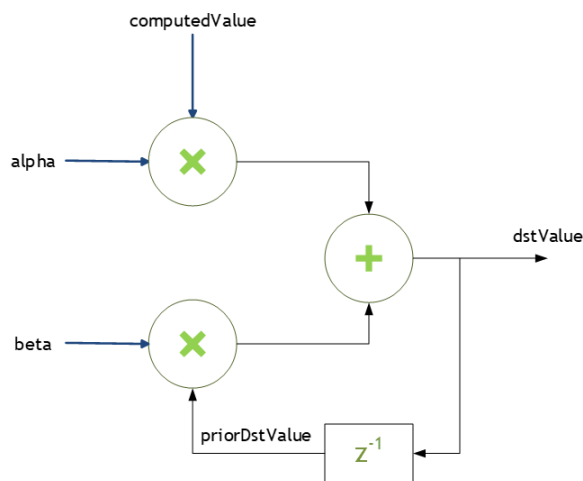 computedValue
alpha
×
+
dstValue
beta
×
priorDstValue
z⁻¹